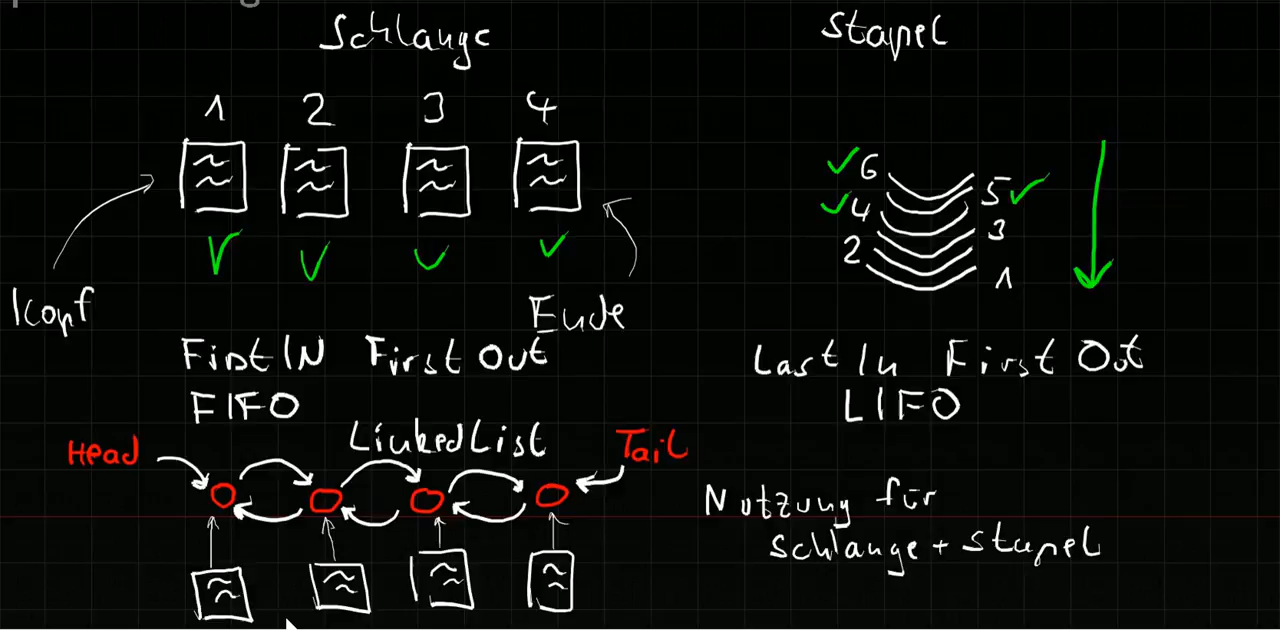 Schlange
Stapel
1 2 3 4
6
5
4
3
2
1
Kopf
Ende
First IN First Out
FIFO
Last In First Out
LIFO
Head
LinkedList
Tail
Nutzung für
Schlange + Stapel